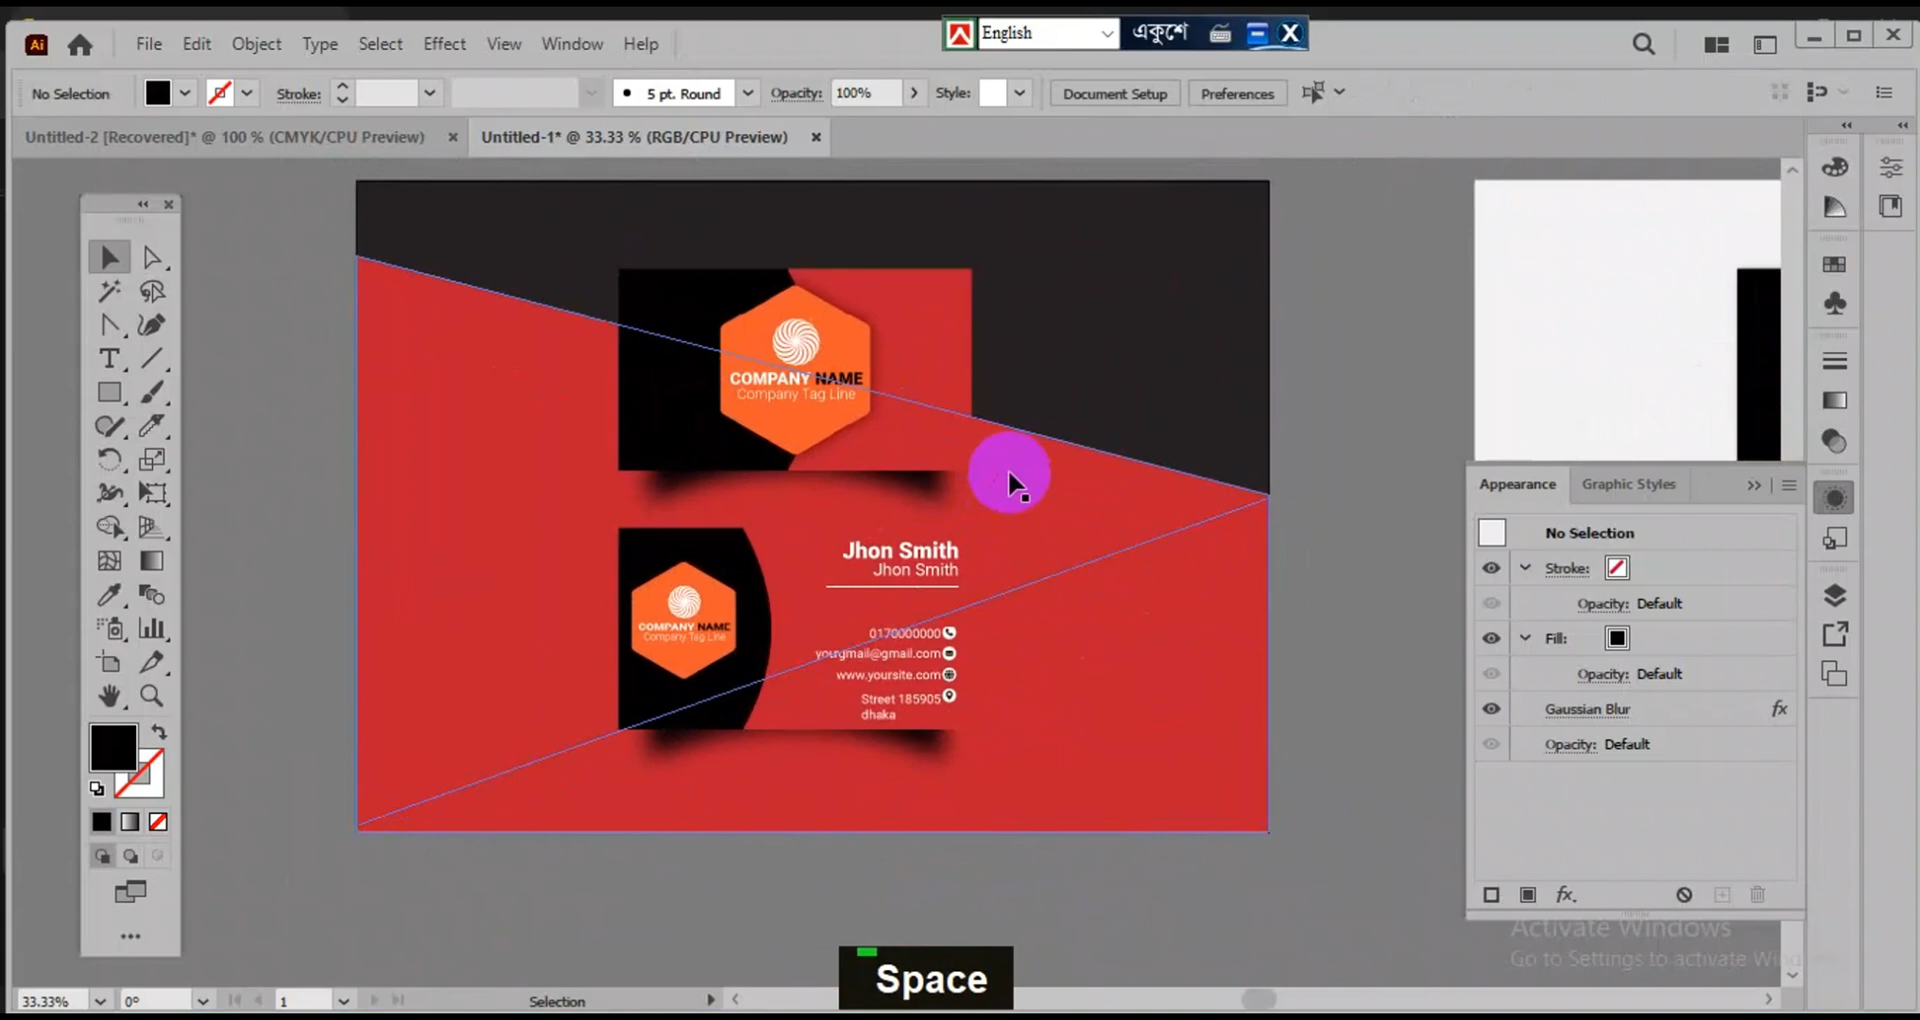 English
একুশে
X
Ai
File Edit Object Type Select Effect View Window Help
No Selection
Stroke:
5 pt. Round
Opacity: 100%
Style:
Document Setup
Preferences
Untitled-2 [Recovered]* @ 100 % (CMYK/CPU Preview)
Untitled-1* @ 33.33 % (RGB/CPU Preview)
COMPANY NAME
Company Tag Line
Jhon Smith
Jhon Smith
COMPANY NAME
Company Tag Line
0170000000
yourgmail@gmail.com
www.yoursite.com
Street 185905
dhaka
Appearance
Graphic Styles
No Selection
Stroke:
Opacity: Default
Fill:
Opacity: Default
Gaussian Blur fx
Opacity: Default
fx
Activate Windows
Go to Settings to activate Win
Space
33.33%
0°
1
Selection